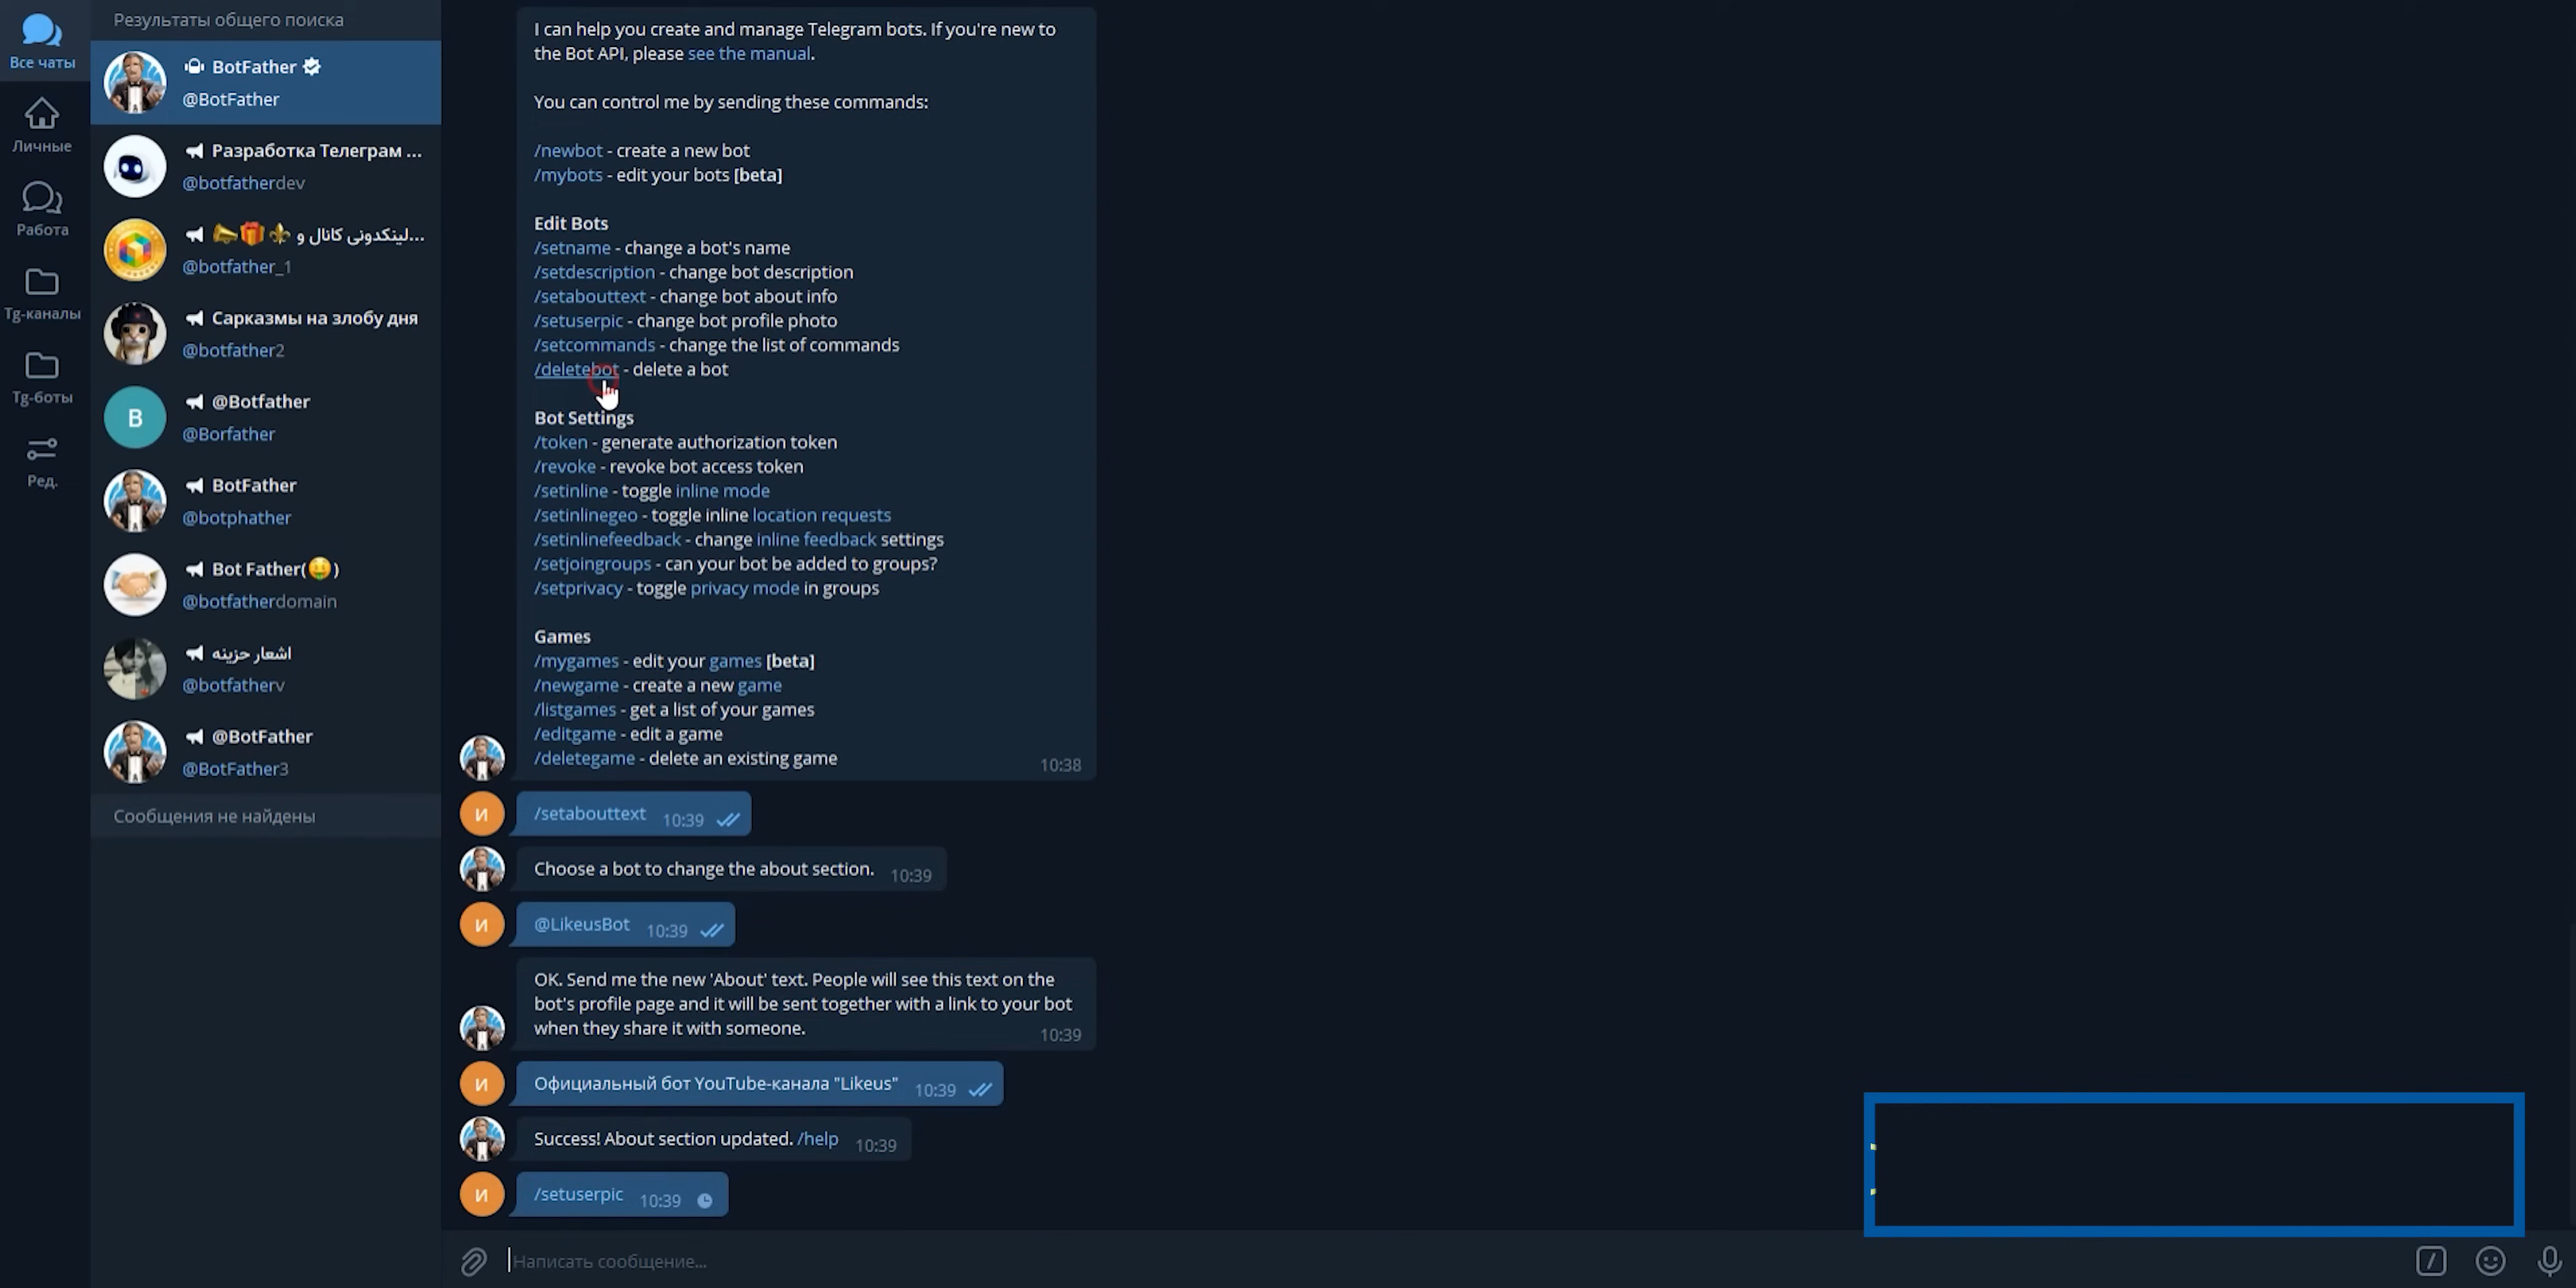 Все чаты
Личные
Работа
Tg-каналы
Tg-боты
Ред.
Результаты общего поиска
BotFather
@BotFather
Разработка Телеграм ...
@botfatherdev
لینکدونی کانال و...
@botfather_1
Сарказмы на злобу дня
@botfather2
B
@Botfather
@Borfather
BotFather
@botphather
Bot Father(🤑)
@botfatherdomain
اشعار حزینه
@botfatherv
@BotFather
@BotFather3
Сообщения не найдены
I can help you create and manage Telegram bots. If you're new to
the Bot API, please see the manual.
You can control me by sending these commands:
/newbot - create a new bot
/mybots - edit your bots [beta]
Edit Bots
/setname - change a bot's name
/setdescription - change bot description
/setabouttext - change bot about info
/setuserpic - change bot profile photo
/setcommands - change the list of commands
/deletebot - delete a bot
Bot Settings
/token - generate authorization token
/revoke - revoke bot access token
/setinline - toggle inline mode
/setinlinegeo - toggle inline location requests
/setinlinefeedback - change inline feedback settings
/setjoingroups - can your bot be added to groups?
/setprivacy - toggle privacy mode in groups
Games
/mygames - edit your games [beta]
/newgame - create a new game
/listgames - get a list of your games
/editgame - edit a game
/deletegame - delete an existing game
10:38
И
/setabouttext 10:39
Choose a bot to change the about section. 10:39
И
@LikeusBot 10:39
OK. Send me the new 'About' text. People will see this text on the
bot's profile page and it will be sent together with a link to your bot
when they share it with someone. 10:39
И
Официальный бот YouTube-канала "Likeus" 10:39
Success! About section updated. /help 10:39
И
/setuserpic 10:39
Написать сообщение...